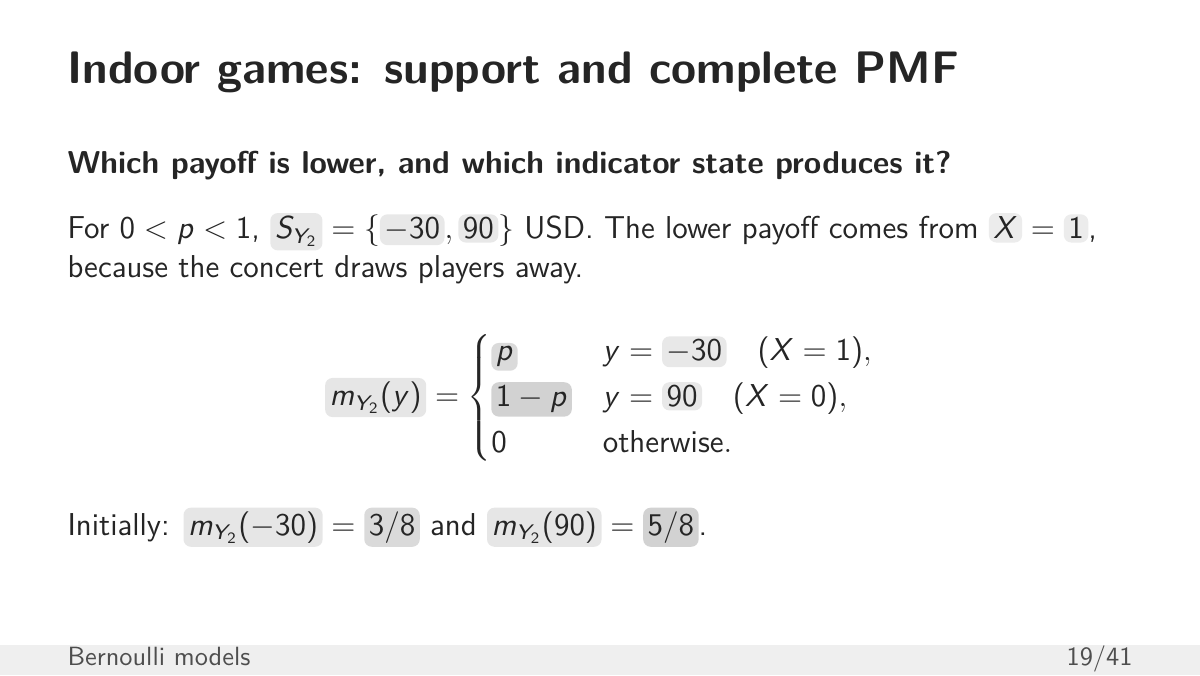 Indoor games: support and complete PMF
Which payoff is lower, and which indicator state produces it?
For 0 < p < 1, S_{Y_2} = {−30, 90} USD. The lower payoff comes from X = 1,
because the concert draws players away.
m_{Y_2}(y) = { p y = −30 (X = 1),
1 − p y = 90 (X = 0),
0 otherwise.
Initially: m_{Y_2}(−30) = 3/8 and m_{Y_2}(90) = 5/8.
Bernoulli models 19/41